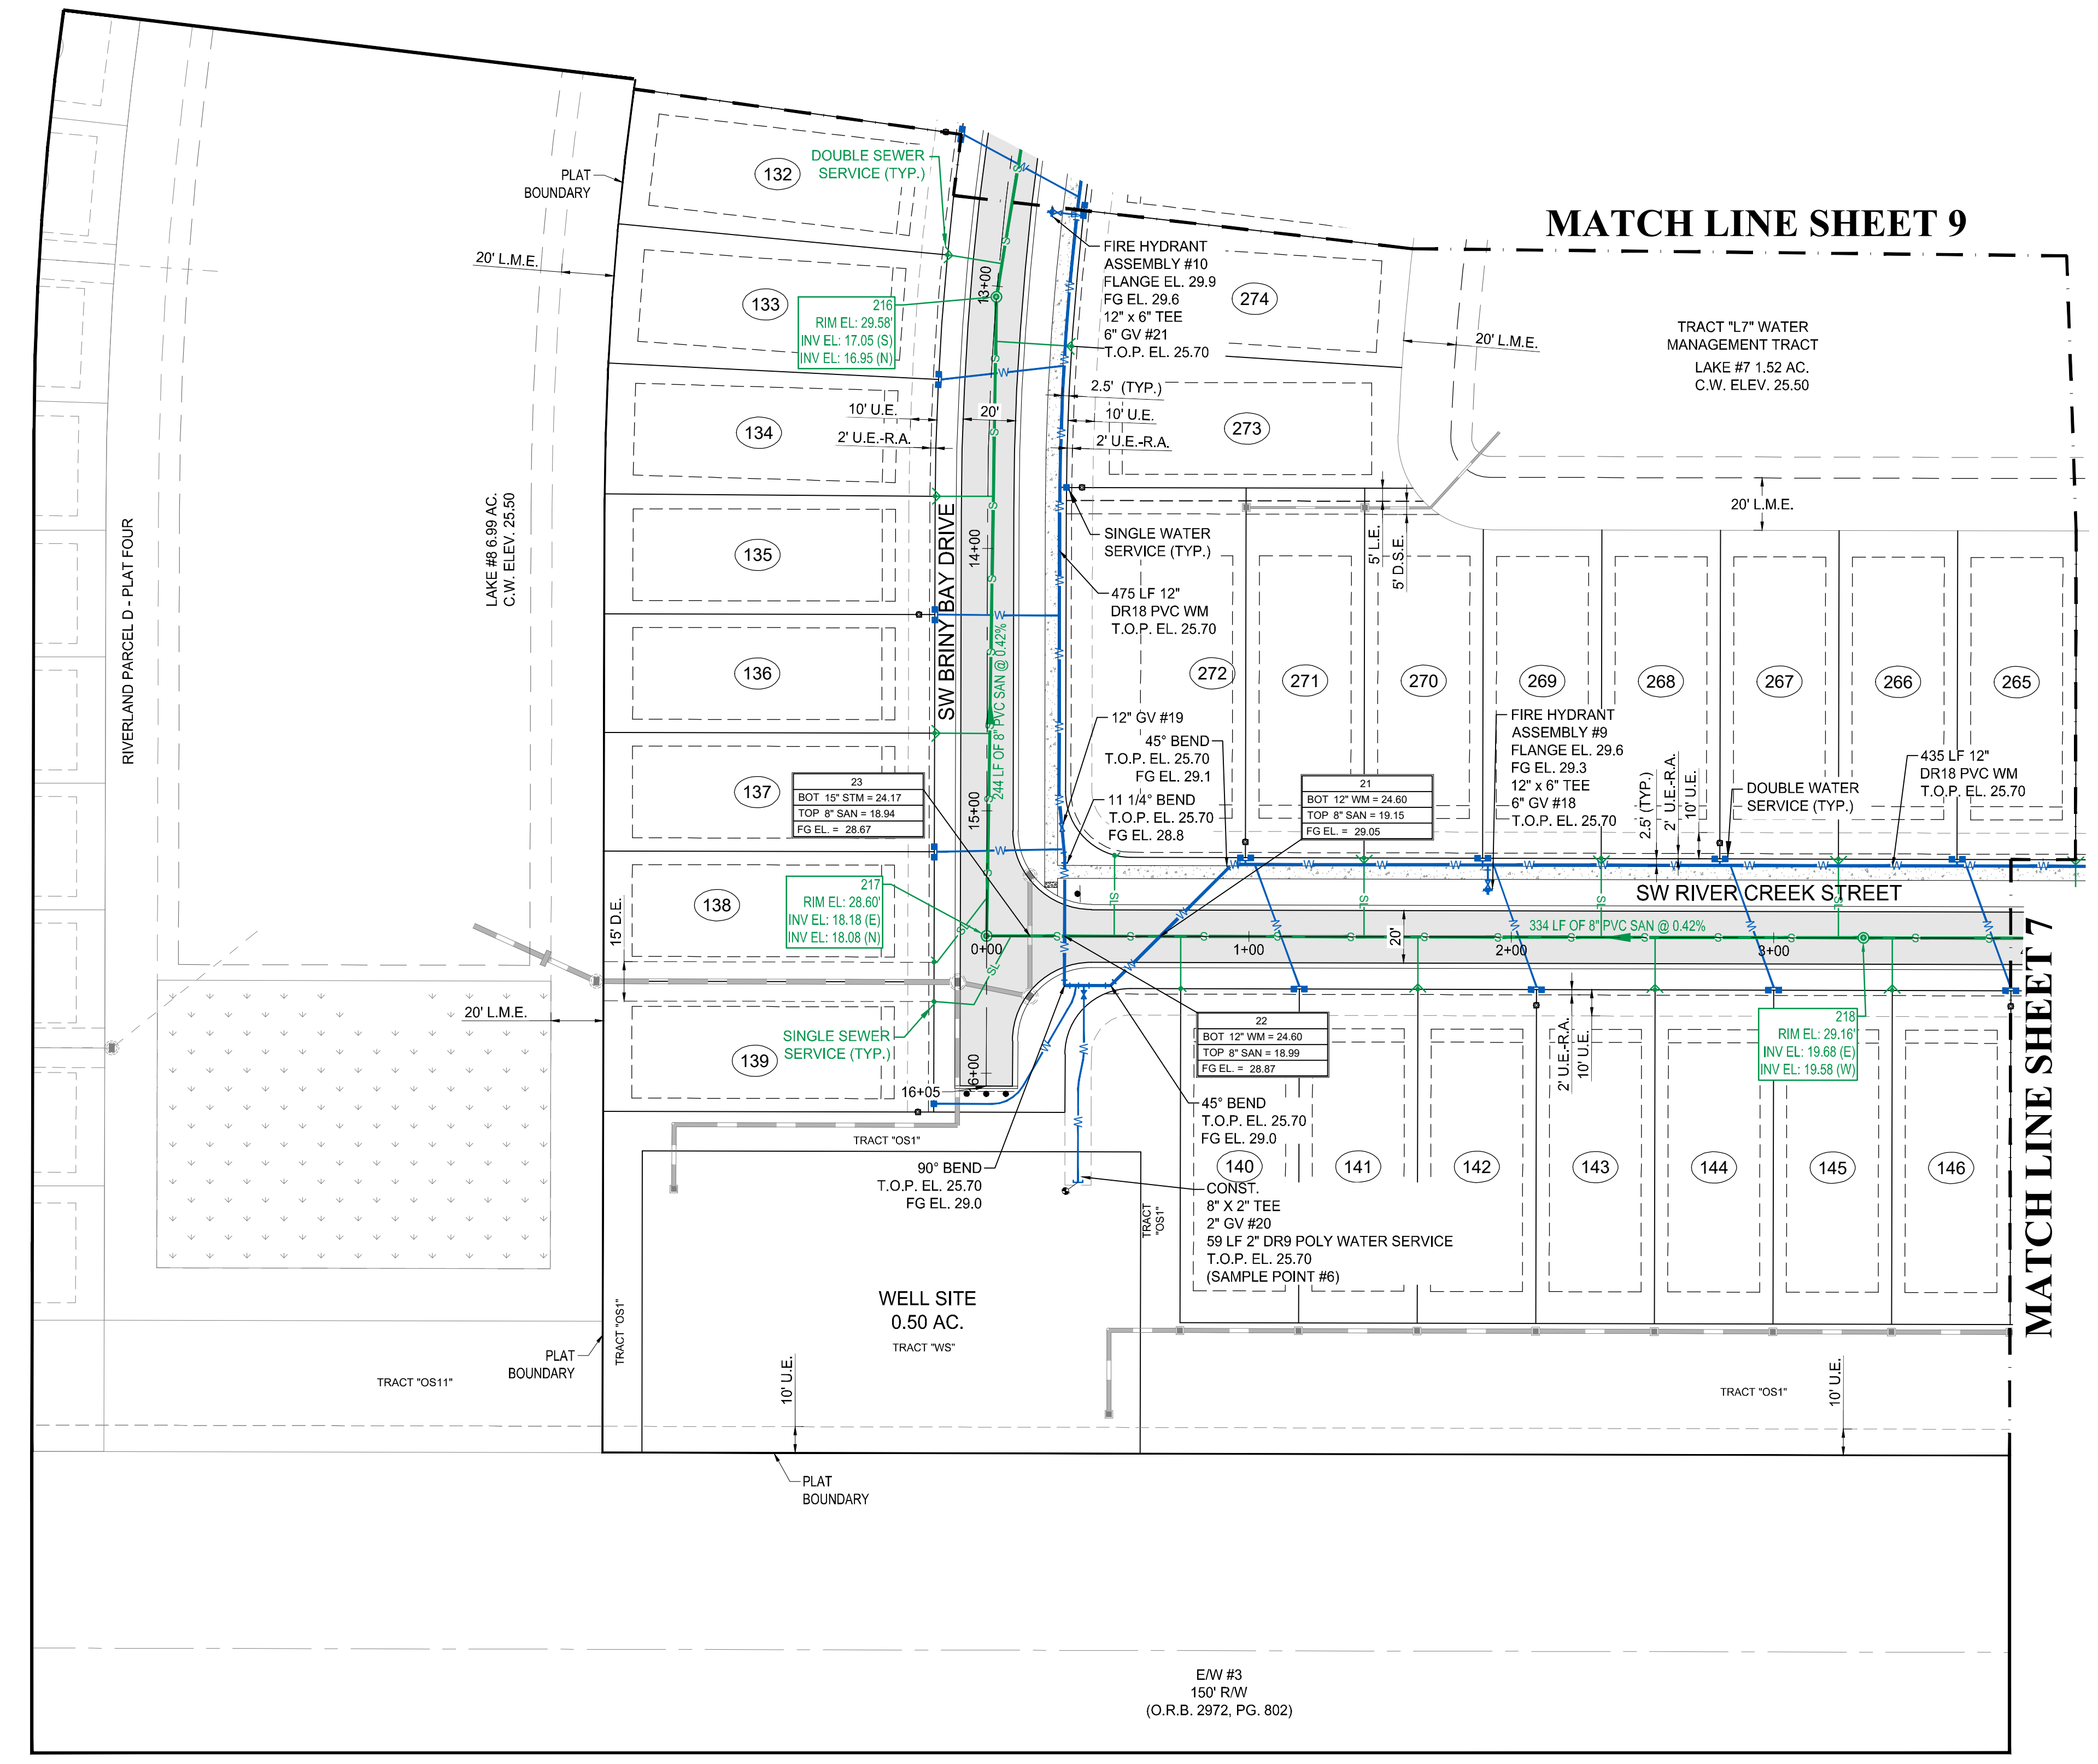 MATCH LINE SHEET 9
MATCH LINE SHEET 7
RIVERLAND PARCEL D - PLAT FOUR
LAKE #8 6.99 AC.
C.W. ELEV. 25.50
PLAT
BOUNDARY
20' L.M.E.
DOUBLE SEWER
SERVICE (TYP.)
132
133
134
135
136
137
138
139
216
RIM EL: 29.58'
INV EL: 17.05 (S)
INV EL: 16.95 (N)
10' U.E.
2' U.E.-R.A.
20'
13+00
14+00
15+00
16+00
16+05
SW BRINY BAY DRIVE
244 LF OF 8" PVC SAN @ 0.42%
FIRE HYDRANT
ASSEMBLY #10
FLANGE EL. 29.9
FG EL. 29.6
12" x 6" TEE
6" GV #21
T.O.P. EL. 25.70
2.5' (TYP.)
10' U.E.
2' U.E.-R.A.
274
273
20' L.M.E.
TRACT "L7" WATER
MANAGEMENT TRACT
LAKE #7 1.52 AC.
C.W. ELEV. 25.50
20' L.M.E.
5' L.E.
5' D.S.E.
SINGLE WATER
SERVICE (TYP.)
475 LF 12"
DR18 PVC WM
T.O.P. EL. 25.70
272
271
270
269
268
267
266
265
12" GV #19
45° BEND
T.O.P. EL. 25.70
FG EL. 29.1
11 1/4° BEND
T.O.P. EL. 25.70
FG EL. 28.8
23
BOT 15" STM = 24.17
TOP 8" SAN = 18.94
FG EL. = 28.67
21
BOT 12" WM = 24.60
TOP 8" SAN = 19.15
FG EL. = 29.05
FIRE HYDRANT
ASSEMBLY #9
FLANGE EL. 29.6
FG EL. 29.3
12" x 6" TEE
6" GV #18
T.O.P. EL. 25.70
2.5' (TYP.)
2' U.E.-R.A.
10' U.E.
DOUBLE WATER
SERVICE (TYP.)
435 LF 12"
DR18 PVC WM
T.O.P. EL. 25.70
217
RIM EL: 28.60'
INV EL: 18.18 (E)
INV EL: 18.08 (N)
15' D.E.
SW RIVER CREEK STREET
334 LF OF 8" PVC SAN @ 0.42%
20'
0+00
1+00
2+00
3+00
20' L.M.E.
SINGLE SEWER
SERVICE (TYP.)
22
BOT 12" WM = 24.60
TOP 8" SAN = 18.99
FG EL. = 28.87
2' U.E.-R.A.
10' U.E.
218
RIM EL: 29.16'
INV EL: 19.68 (E)
INV EL: 19.58 (W)
45° BEND
T.O.P. EL. 25.70
FG EL. 29.0
TRACT "OS1"
90° BEND
T.O.P. EL. 25.70
FG EL. 29.0
140
141
142
143
144
145
146
CONST.
8" X 2" TEE
2" GV #20
59 LF 2" DR9 POLY WATER SERVICE
T.O.P. EL. 25.70
(SAMPLE POINT #6)
TRACT
"OS1"
WELL SITE
0.50 AC.
TRACT "WS"
TRACT "OS1"
PLAT
BOUNDARY
TRACT "OS11"
10' U.E.
TRACT "OS1"
10' U.E.
PLAT
BOUNDARY
E/W #3
150' R/W
(O.R.B. 2972, PG. 802)